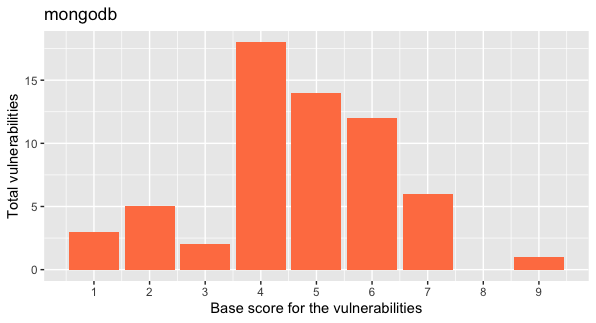 mongodb
Total vulnerabilities
15
10
5
0
1 2 3 4 5 6 7 8 9
Base score for the vulnerabilities